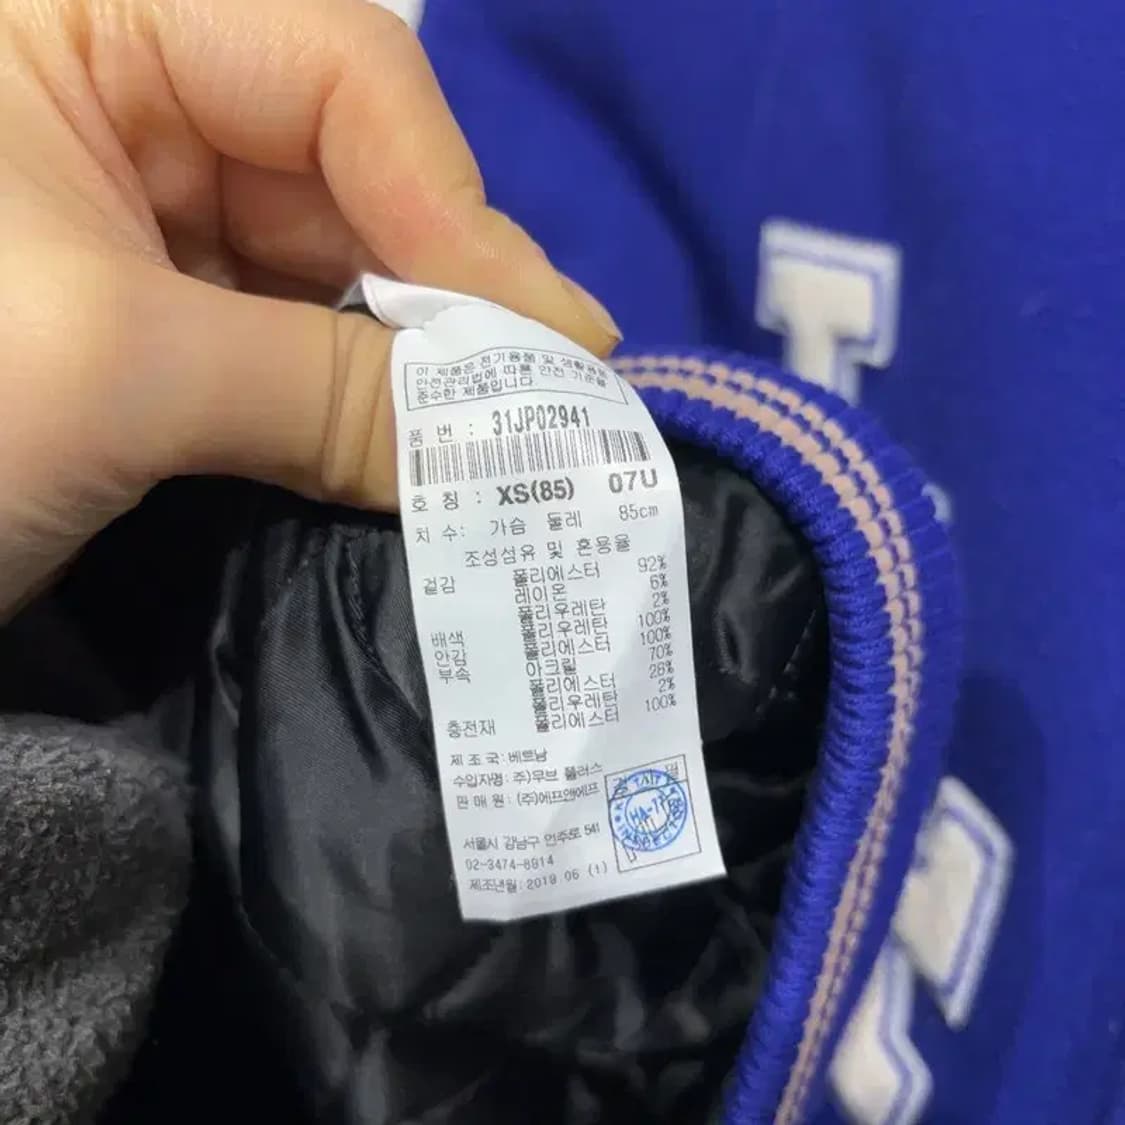 이 제품은 전기용품 및 생활용품
안전관리법에 따른 안전 기준을
준수한 제품입니다
품 번 : 31JP02941
호 칭 : XS(85) 07U
치 수: 가슴 둘레 85cm
조성섬유 및 혼용율
겉감 폴리에스터 92%
레이온 6%
폴리우레탄 2%
배색 폴리우레탄 100%
안감 폴리에스터 100%
부속 아크릴 70%
폴리에스터 28%
폴리우레탄 2%
충전재 폴리에스터 100%
제 조 국: 베트남
수입자명: 주)무브 플러스
판 매 원: (주)에프앤에프
서울시 강남구 언주로 541
02-3474-8914
제조년월: 2019 06 (1)
HA-17